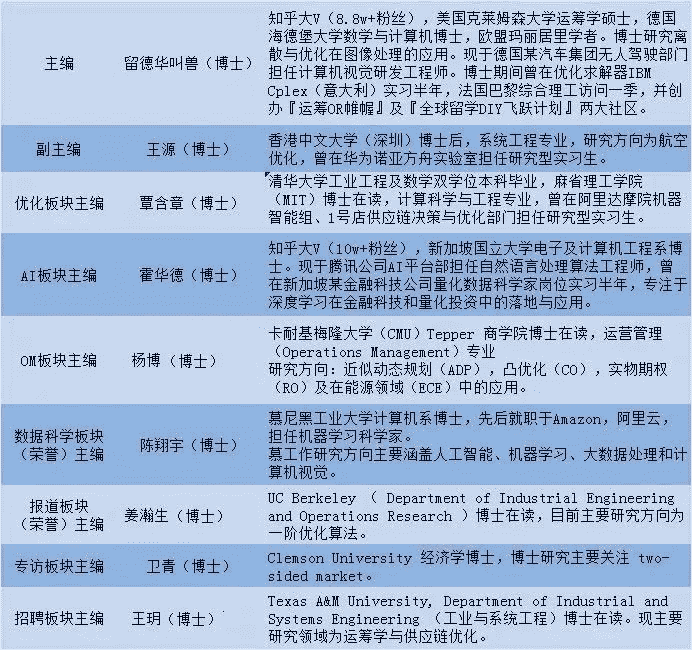 主编
留德华叫兽（博士）
知乎大V（8.8w+粉丝），美国克莱姆森大学运筹学硕士，德国
海德堡大学数学与计算机博士，欧盟玛丽居里学者。博士研究离
散与优化在图像处理的应用。现于德国某汽车集团无人驾驶部门
担任计算机视觉研发工程师。博士期间曾在优化求解器IBM
Cplex（意大利）实习半年，法国巴黎综合理工访问一季，并创
办『运筹OR帷幄』及『全球留学DIY飞跃计划』两大社区。
副主编
王源（博士）
香港中文大学（深圳）博士后，系统工程专业，研究方向为航空
优化，曾在华为诺亚方舟实验室担任研究型实习生。
优化板块主编
覃含章（博士）
清华大学工业工程及数学双学位本科毕业，麻省理工学院
（MIT）博士在读，计算科学与工程专业，曾在阿里达摩院机器
智能组、1号店供应链决策与优化部门担任研究型实习生。
AI板块主编
霍华德（博士）
知乎大V（10w+粉丝），新加坡国立大学电子及计算机工程系博
士。现于腾讯公司AI平台部担任自然语言处理算法工程师，曾
在新加坡某金融科技公司量化数据科学家岗位实习半年，专注于
深度学习在金融科技和量化投资中的落地与应用。
OM板块主编
杨博（博士）
卡耐基梅隆大学（CMU）Tepper 商学院博士在读，运营管理
（Operations Management）专业
研究方向：近似动态规划（ADP），凸优化（CO），实物期权
（RO）及在能源领域（ECE）中的应用。
数据科学板块
（荣誉）主编
陈翔宇（博士）
慕尼黑工业大学计算机系博士，先后就职于Amazon，阿里云，
担任机器学习科学家。
慕工作研究方向主要涵盖人工智能、机器学习、大数据处理和计
算机视觉。
报道板块
（荣誉）主编
姜瀚生（博士）
UC Berkeley （ Department of Industrial Engineering
and Operations Research ）博士在读，目前主要研究方向为
一阶优化算法。
专访板块主编
卫青（博士）
Clemson University 经济学博士，博士研究主要关注 two-
sided market。
招聘板块主编
王玥（博士）
Texas A&M University, Department of Industrial and
Systems Engineering （工业与系统工程）博士在读。现主要
研究领域为运筹学与供应链优化。